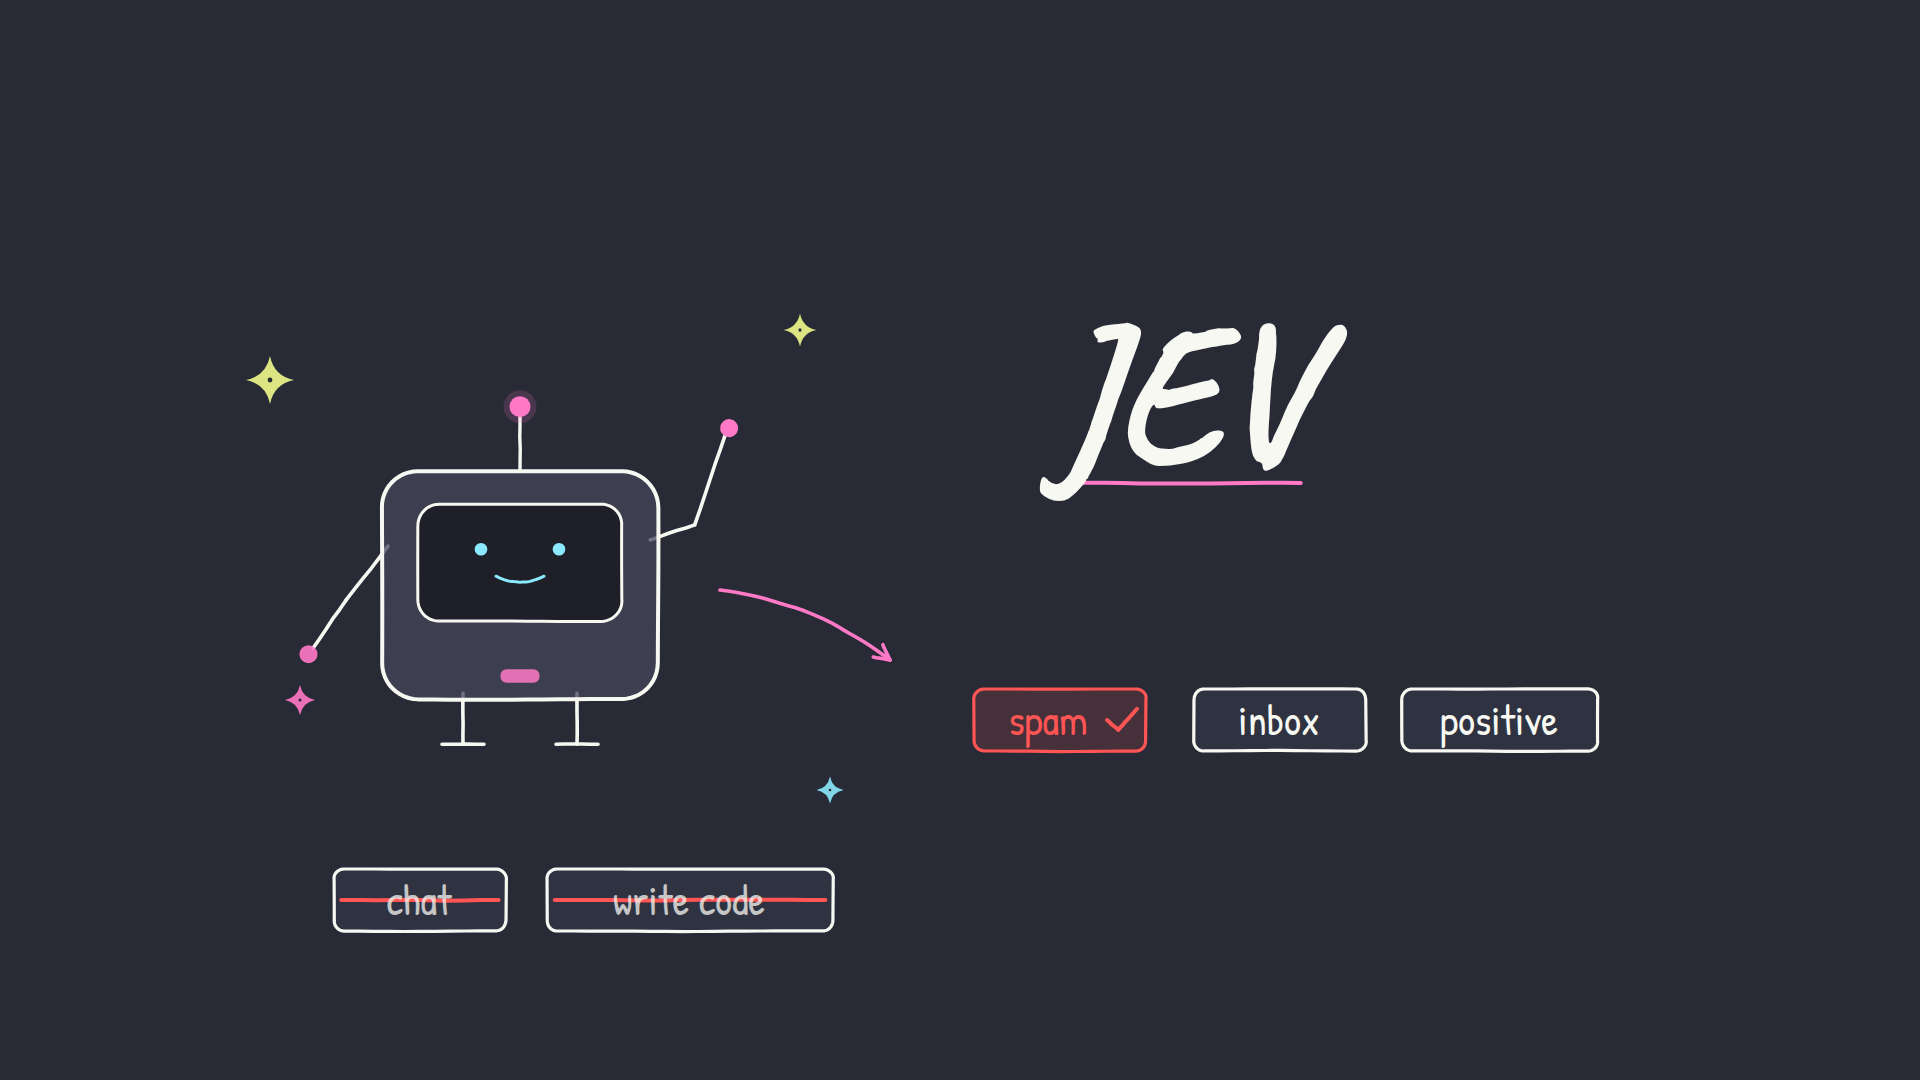 JEV
spam
inbox
positive
chat
write code